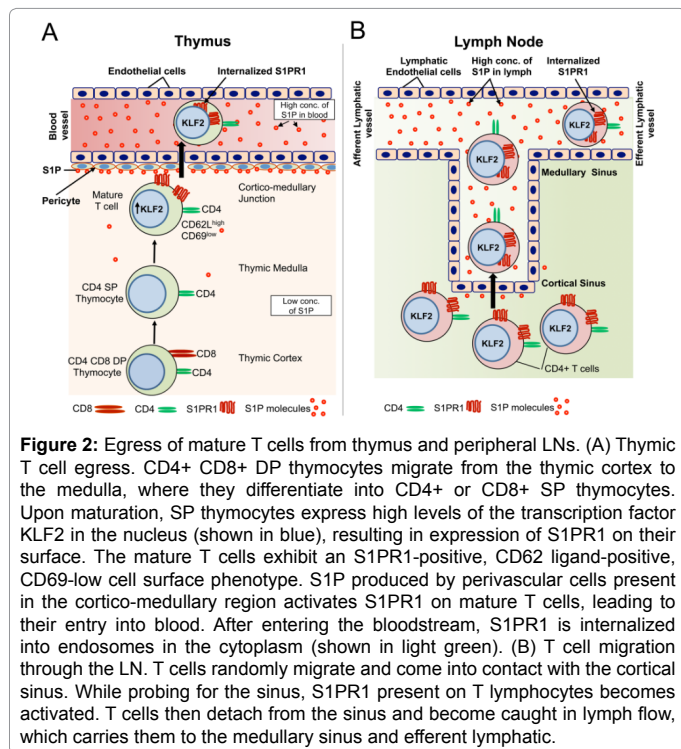 A
Thymus
Endothelial cells
Internalized
S1PR1
KLF2
High conc. of
S1P in blood
Blood
vessel
S1P
Pericyte
Mature
T cell
KLF2
CD4
CD62Lhigh
CD69low
Cortico-medullary
Junction
CD4 SP
Thymocyte
CD4
Thymic Medulla
Low conc.
of S1P
CD4 CD8 DP
Thymocyte
CD8
CD4
Thymic Cortex
CD8
CD4
S1PR1
S1P molecules
B
Lymph Node
Lymphatic
Endothelial cells
High conc. of
S1P in lymph
Internalized
S1PR1
Afferent Lymphatic
vessel
Efferent Lymphatic
vessel
KLF2
KLF2
Medullary Sinus
KLF2
Cortical Sinus
KLF2
KLF2
KLF2
CD4+ T cells
CD4
S1PR1
S1P molecules
Figure 2: Egress of mature T cells from thymus and peripheral LNs. (A) Thymic
T cell egress. CD4+ CD8+ DP thymocytes migrate from the thymic cortex to
the medulla, where they differentiate into CD4+ or CD8+ SP thymocytes.
Upon maturation, SP thymocytes express high levels of the transcription factor
KLF2 in the nucleus (shown in blue), resulting in expression of S1PR1 on their
surface. The mature T cells exhibit an S1PR1-positive, CD62 ligand-positive,
CD69-low cell surface phenotype. S1P produced by perivascular cells present
in the cortico-medullary region activates S1PR1 on mature T cells, leading to
their entry into blood. After entering the bloodstream, S1PR1 is internalized
into endosomes in the cytoplasm (shown in light green). (B) T cell migration
through the LN. T cells randomly migrate and come into contact with the cortical
sinus. While probing for the sinus, S1PR1 present on T lymphocytes becomes
activated. T cells then detach from the sinus and become caught in lymph flow,
which carries them to the medullary sinus and efferent lymphatic.